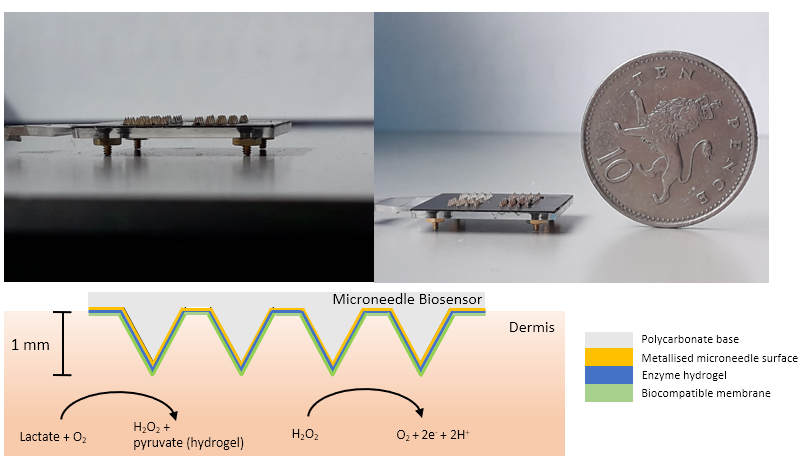 TEN PENCE
10
Microneedle Biosensor
Dermis
1 mm
Polycarbonate base
Metallised microneedle surface
Enzyme hydrogel
Biocompatible membrane
Lactate + O₂
H₂O₂ +
pyruvate (hydrogel)
H₂O₂
O₂ + 2e⁻ + 2H⁺